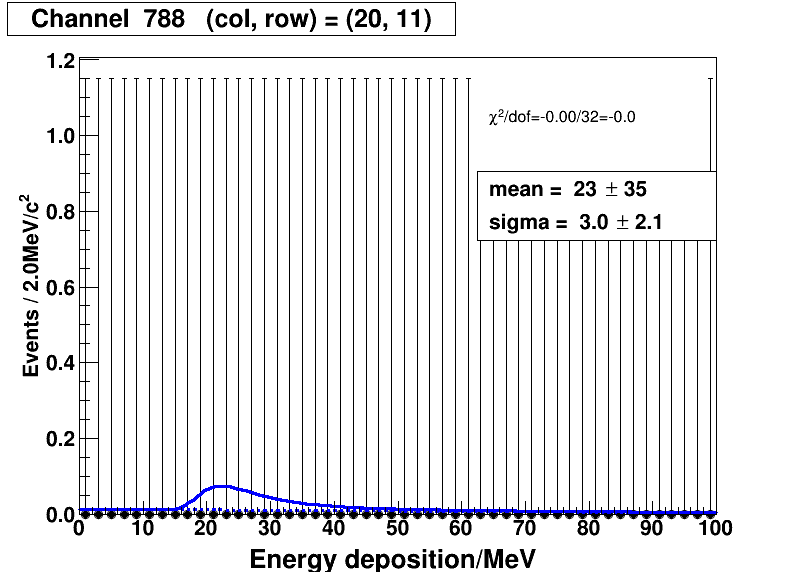 Channel 788 (col, row) = (20, 11)
1.2
1.0
0.8
0.6
0.4
0.2
0.0
Events / 2.0MeV/c²
χ²/dof=-0.00/32=-0.0
mean = 23 ± 35
sigma = 3.0 ± 2.1
0 10 20 30 40 50 60 70 80 90 100
Energy deposition/MeV